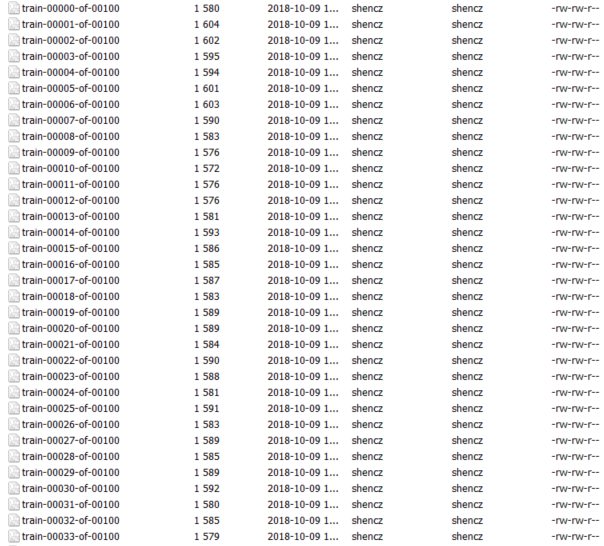 train-00000-of-00100 1 580 2018-10-09 1... shencz shencz -rw-rw-r--
train-00001-of-00100 1 604 2018-10-09 1... shencz shencz -rw-rw-r--
train-00002-of-00100 1 602 2018-10-09 1... shencz shencz -rw-rw-r--
train-00003-of-00100 1 595 2018-10-09 1... shencz shencz -rw-rw-r--
train-00004-of-00100 1 594 2018-10-09 1... shencz shencz -rw-rw-r--
train-00005-of-00100 1 601 2018-10-09 1... shencz shencz -rw-rw-r--
train-00006-of-00100 1 603 2018-10-09 1... shencz shencz -rw-rw-r--
train-00007-of-00100 1 590 2018-10-09 1... shencz shencz -rw-rw-r--
train-00008-of-00100 1 583 2018-10-09 1... shencz shencz -rw-rw-r--
train-00009-of-00100 1 576 2018-10-09 1... shencz shencz -rw-rw-r--
train-00010-of-00100 1 572 2018-10-09 1... shencz shencz -rw-rw-r--
train-00011-of-00100 1 576 2018-10-09 1... shencz shencz -rw-rw-r--
train-00012-of-00100 1 576 2018-10-09 1... shencz shencz -rw-rw-r--
train-00013-of-00100 1 581 2018-10-09 1... shencz shencz -rw-rw-r--
train-00014-of-00100 1 593 2018-10-09 1... shencz shencz -rw-rw-r--
train-00015-of-00100 1 586 2018-10-09 1... shencz shencz -rw-rw-r--
train-00016-of-00100 1 585 2018-10-09 1... shencz shencz -rw-rw-r--
train-00017-of-00100 1 587 2018-10-09 1... shencz shencz -rw-rw-r--
train-00018-of-00100 1 583 2018-10-09 1... shencz shencz -rw-rw-r--
train-00019-of-00100 1 589 2018-10-09 1... shencz shencz -rw-rw-r--
train-00020-of-00100 1 589 2018-10-09 1... shencz shencz -rw-rw-r--
train-00021-of-00100 1 584 2018-10-09 1... shencz shencz -rw-rw-r--
train-00022-of-00100 1 590 2018-10-09 1... shencz shencz -rw-rw-r--
train-00023-of-00100 1 588 2018-10-09 1... shencz shencz -rw-rw-r--
train-00024-of-00100 1 581 2018-10-09 1... shencz shencz -rw-rw-r--
train-00025-of-00100 1 591 2018-10-09 1... shencz shencz -rw-rw-r--
train-00026-of-00100 1 583 2018-10-09 1... shencz shencz -rw-rw-r--
train-00027-of-00100 1 589 2018-10-09 1... shencz shencz -rw-rw-r--
train-00028-of-00100 1 585 2018-10-09 1... shencz shencz -rw-rw-r--
train-00029-of-00100 1 589 2018-10-09 1... shencz shencz -rw-rw-r--
train-00030-of-00100 1 592 2018-10-09 1... shencz shencz -rw-rw-r--
train-00031-of-00100 1 580 2018-10-09 1... shencz shencz -rw-rw-r--
train-00032-of-00100 1 585 2018-10-09 1... shencz shencz -rw-rw-r--
train-00033-of-00100 1 579 2018-10-09 1... shencz shencz -rw-rw-r--